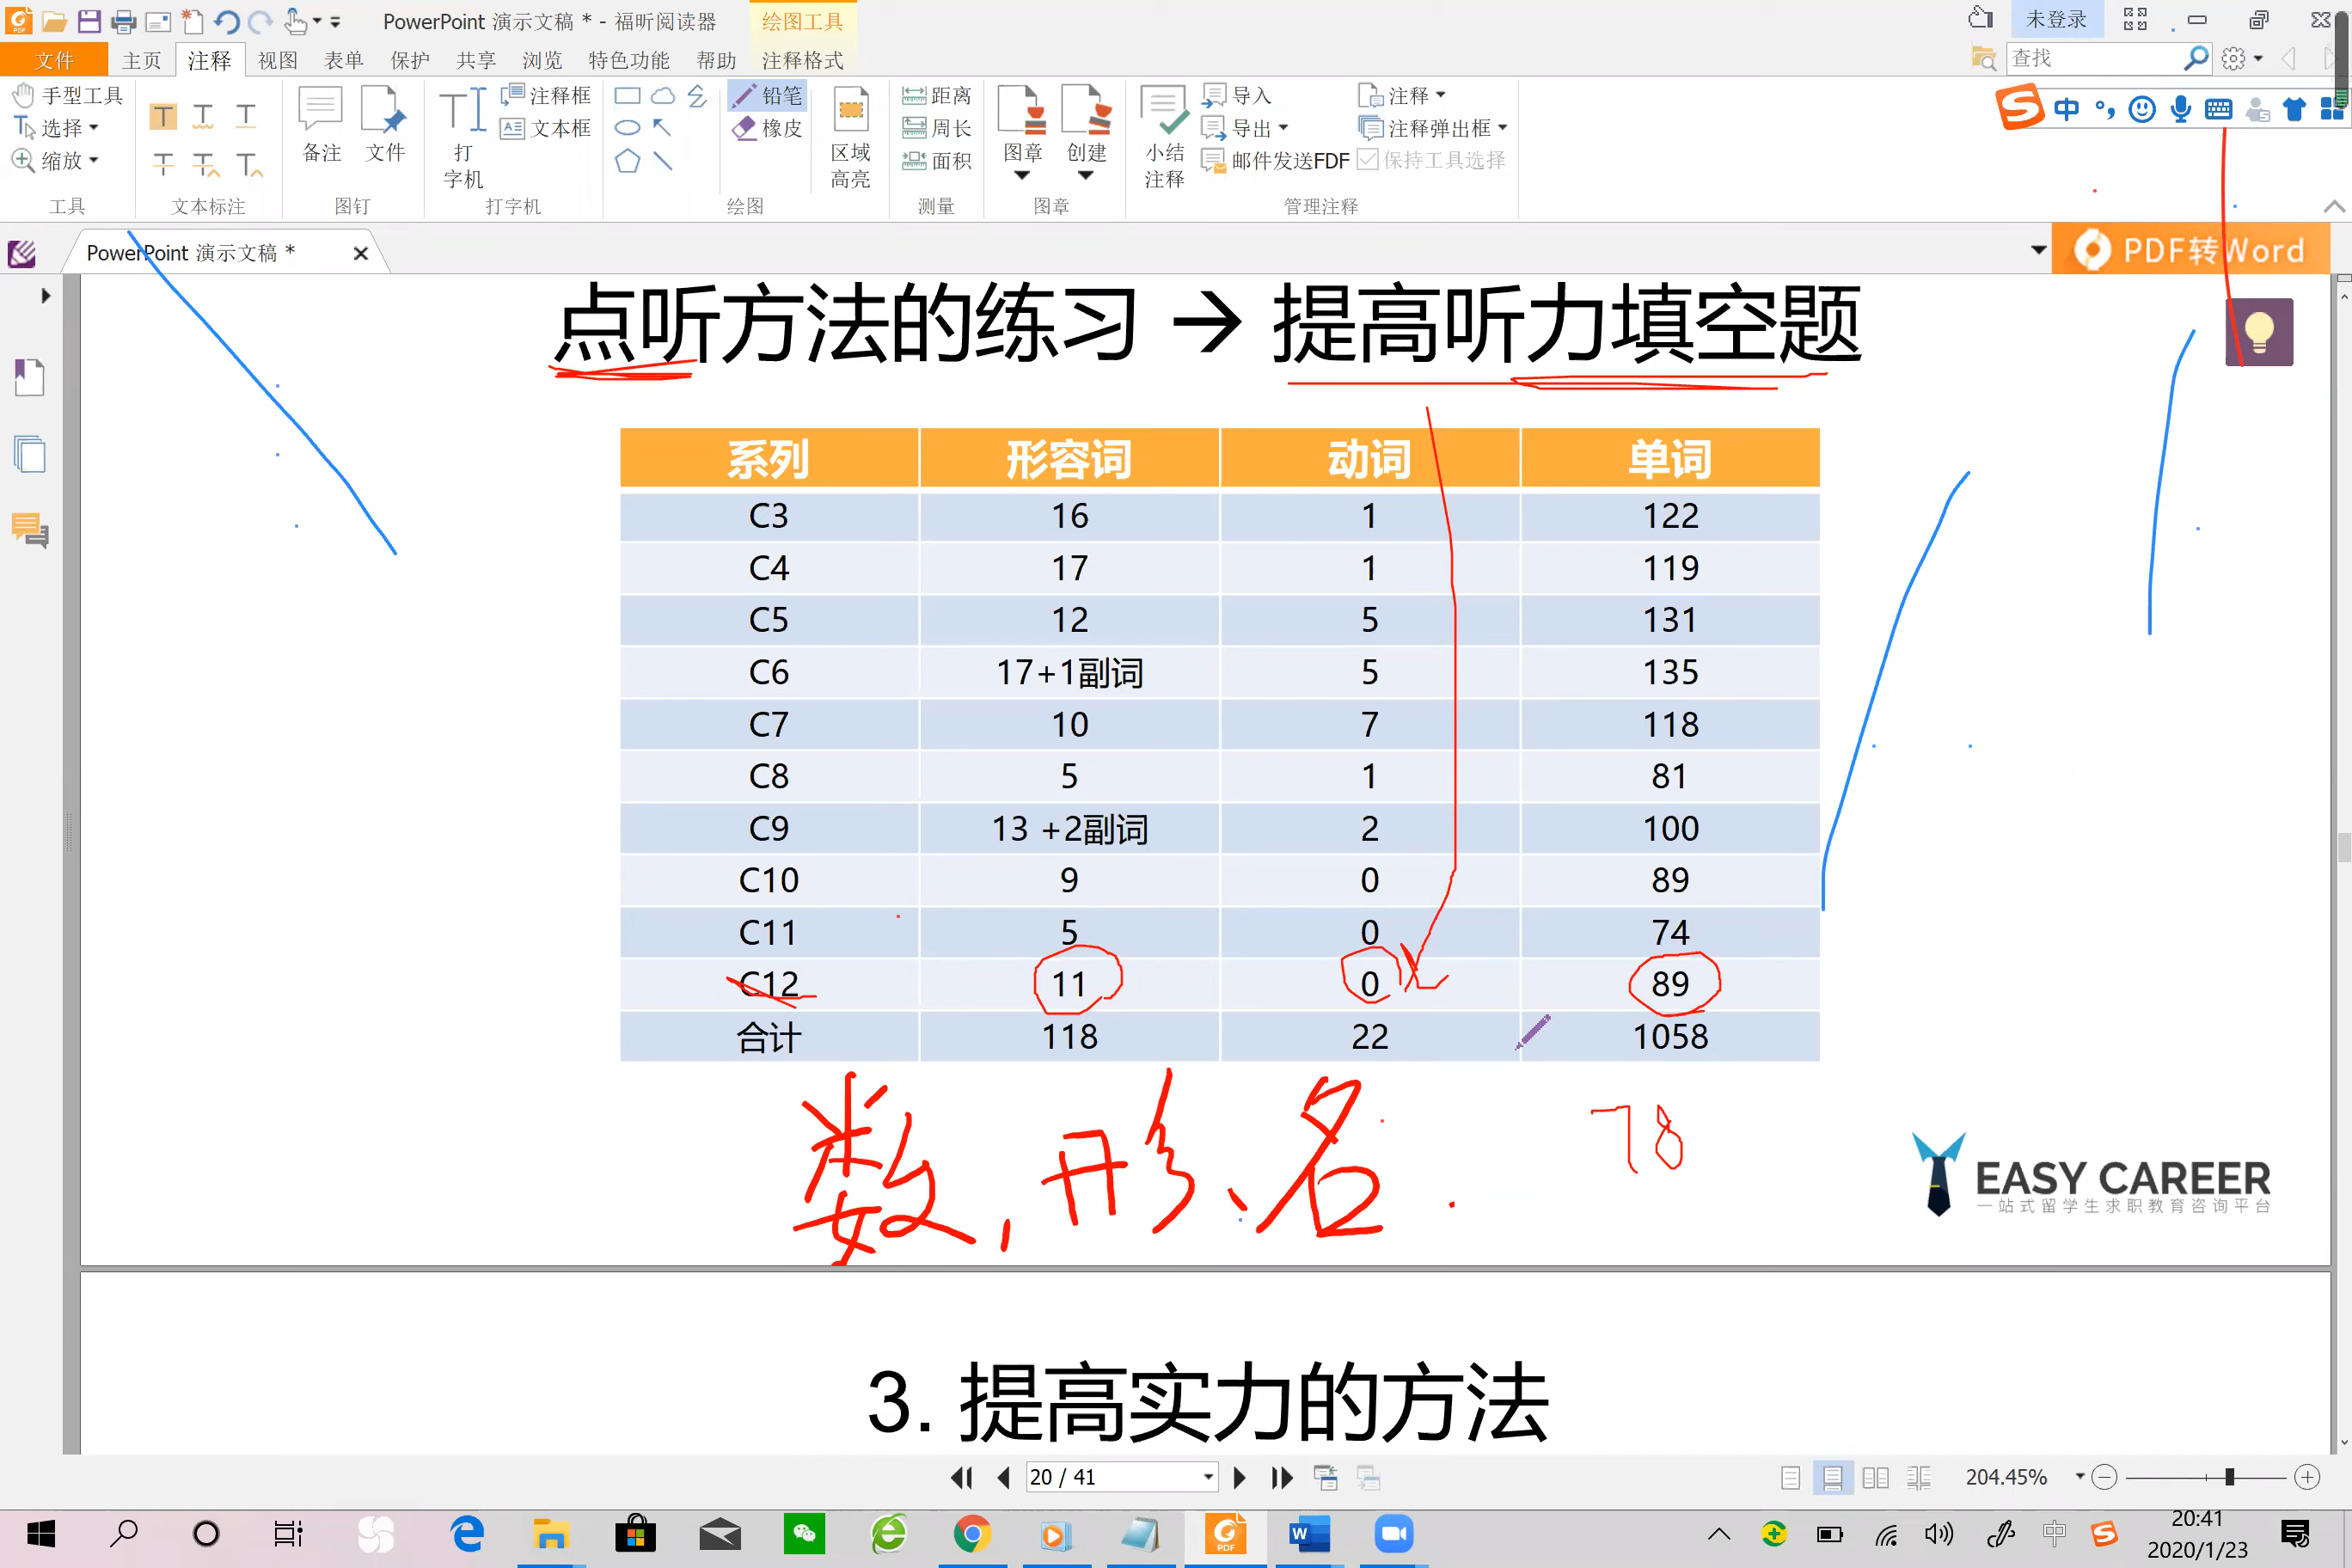 PowerPoint 演示文稿 * - 福昕阅读器
绘图工具
未登录
文件 主页 注释 视图 表单 保护 共享 浏览 特色功能 帮助 注释格式
查找
手型工具
选择
缩放
工具
文本标注
备注
文件
图钉
打字机
注释框
文本框
打字机
铅笔
橡皮
区域高亮
绘图
距离
周长
面积
测量
图章
创建
图章
小结注释
导入
导出
邮件发送FDF
注释
注释弹出框
保持工具选择
管理注释
中
PowerPoint 演示文稿 *
PDF转Word
点听方法的练习 → 提高听力填空题
系列 形容词 动词 单词
C3 16 1 122
C4 17 1 119
C5 12 5 131
C6 17+1副词 5 135
C7 10 7 118
C8 5 1 81
C9 13 +2副词 2 100
C10 9 0 89
C11 5 0 74
C12 11 0 89
合计 118 22 1058
数,形、名.
78
EASY CAREER
一站式留学生求职教育咨询平台
3. 提高实力的方法
20 / 41
204.45%
中
20:41
2020/1/23